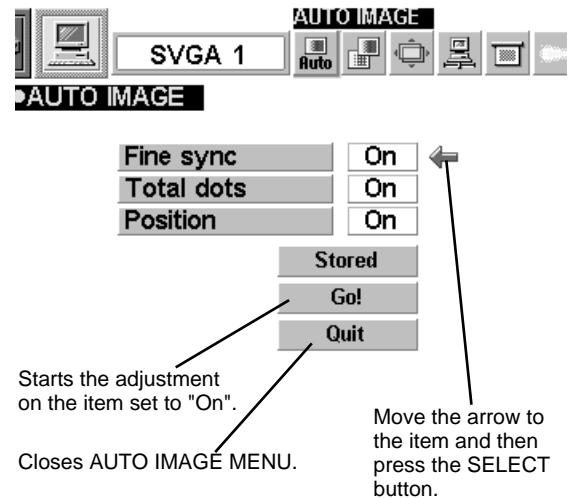 AUTO IMAGE
SVGA 1
Auto
●AUTO IMAGE
Fine sync On
Total dots On
Position On
Stored
Go!
Quit
Starts the adjustment
on the item set to "On".
Closes AUTO IMAGE MENU.
Move the arrow to
the item and then
press the SELECT
button.